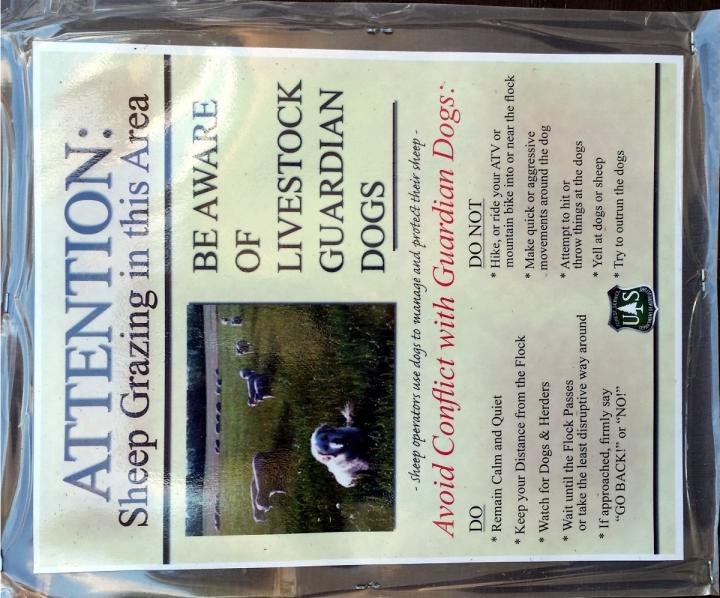 ATTENTION:
Sheep Grazing in this Area
BE AWARE
OF
LIVESTOCK
GUARDIAN
DOGS
- Sheep operators use dogs to manage and protect their sheep -
Avoid Conflict with Guardian Dogs:
DO
* Remain Calm and Quiet
* Keep your Distance from the Flock
* Watch for Dogs & Herders
* Wait until the Flock Passes
or take the least disruptive way around
* If approached, firmly say
"GO BACK!" or "NO!"
DO NOT
* Hike, or ride your ATV or
mountain bike into or near the flock
* Make quick or aggressive
movements around the dog
* Attempt to hit or
throw things at the dogs
* Yell at dogs or sheep
* Try to outrun the dogs
UAS